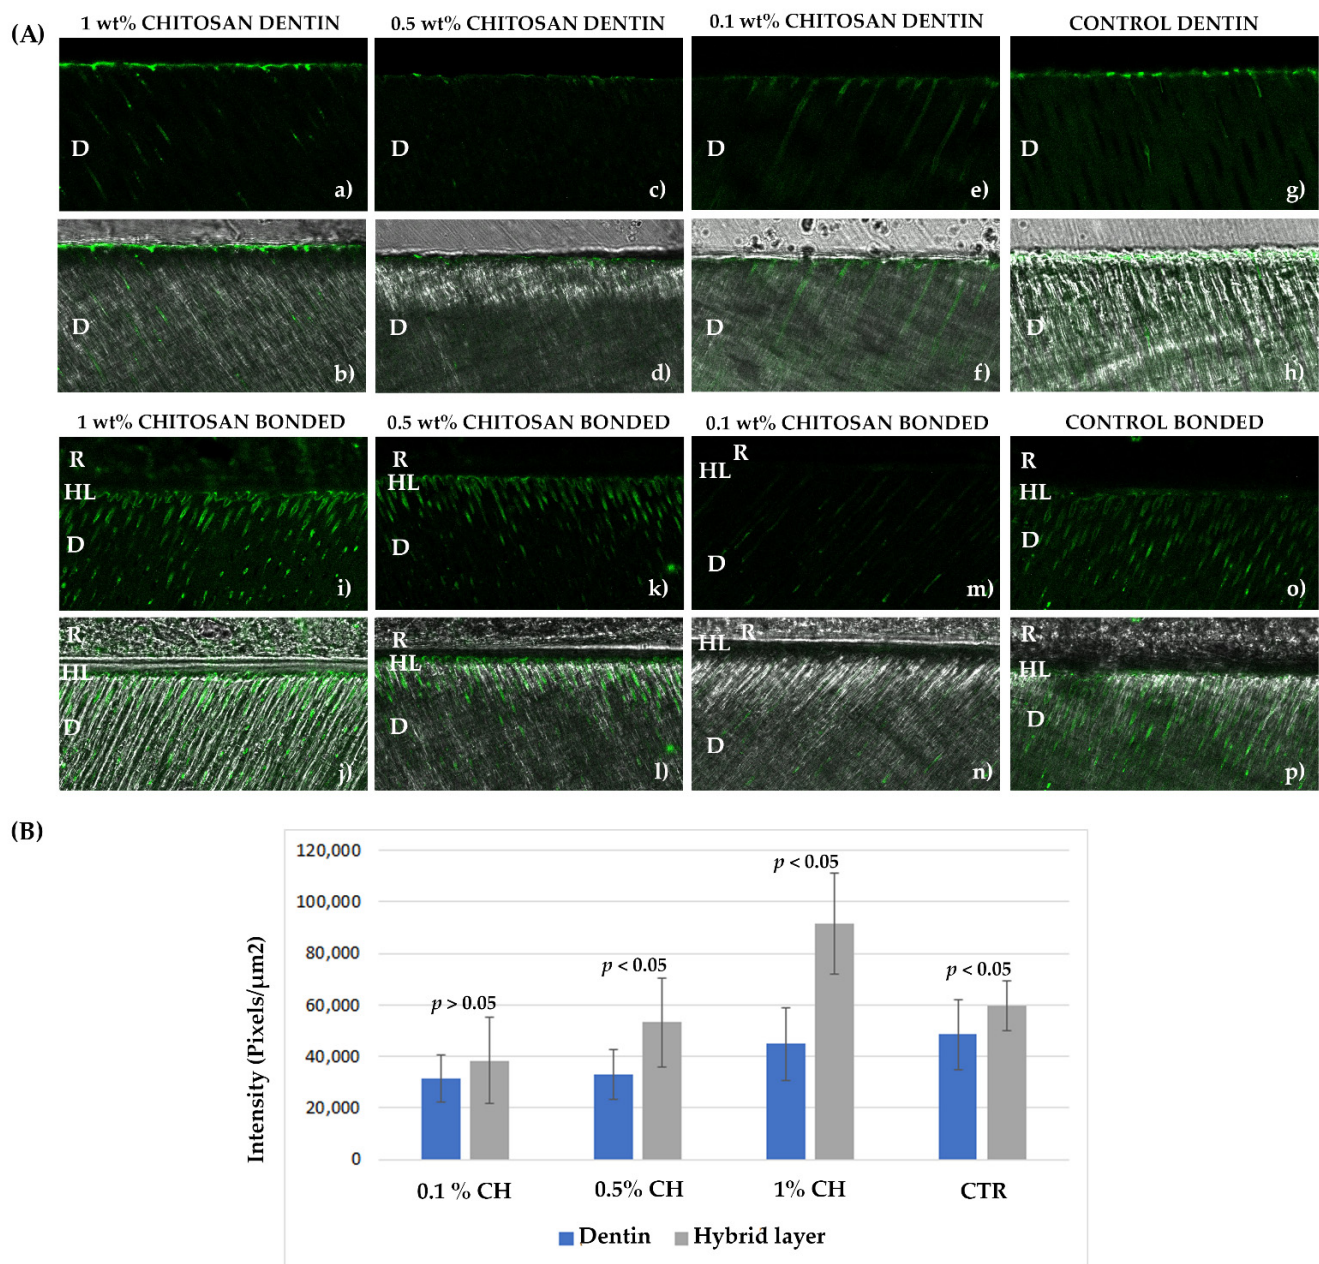 (A)
1 wt% CHITOSAN DENTIN 0.5 wt% CHITOSAN DENTIN 0.1 wt% CHITOSAN DENTIN CONTROL DENTIN
D D D D
a) c) e) g)
D D D D
b) d) f) h)
1 wt% CHITOSAN BONDED 0.5 wt% CHITOSAN BONDED 0.1 wt% CHITOSAN BONDED CONTROL BONDED
R R R R
HL HL HL HL
D D D D
i) k) m) o)
R R R R
HL HL HL HL
D D D D
j) l) n) p)
(B)
Intensity (Pixels/µm2)
120,000
100,000
80,000
60,000
40,000
20,000
0
p > 0.05
p < 0.05
p < 0.05
p < 0.05
0.1 % CH 0.5% CH 1% CH CTR
Dentin Hybrid layer